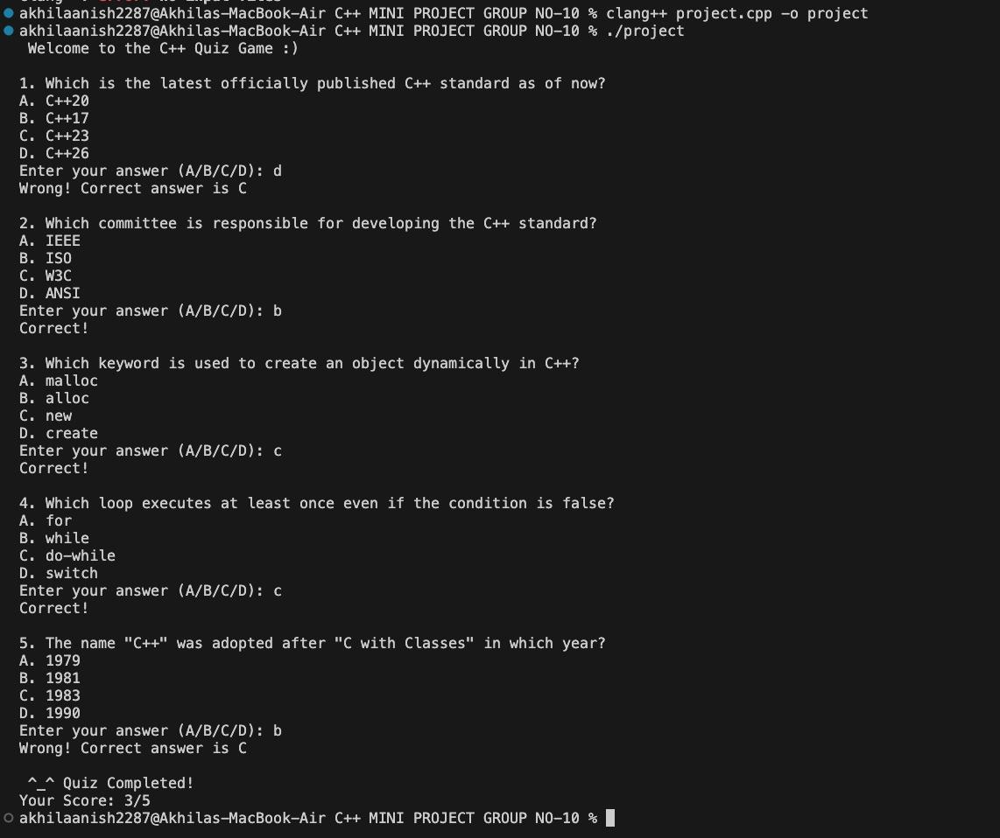 akhilaanish2287@Akhilas-MacBook-Air C++ MINI PROJECT GROUP NO-10 % clang++ project.cpp -o project
akhilaanish2287@Akhilas-MacBook-Air C++ MINI PROJECT GROUP NO-10 % ./project
Welcome to the C++ Quiz Game :)
1. Which is the latest officially published C++ standard as of now?
A. C++20
B. C++17
C. C++23
D. C++26
Enter your answer (A/B/C/D): d
Wrong! Correct answer is C
2. Which committee is responsible for developing the C++ standard?
A. IEEE
B. ISO
C. W3C
D. ANSI
Enter your answer (A/B/C/D): b
Correct!
3. Which keyword is used to create an object dynamically in C++?
A. malloc
B. alloc
C. new
D. create
Enter your answer (A/B/C/D): c
Correct!
4. Which loop executes at least once even if the condition is false?
A. for
B. while
C. do-while
D. switch
Enter your answer (A/B/C/D): c
Correct!
5. The name "C++" was adopted after "C with Classes" in which year?
A. 1979
B. 1981
C. 1983
D. 1990
Enter your answer (A/B/C/D): b
Wrong! Correct answer is C
^_^ Quiz Completed!
Your Score: 3/5
akhilaanish2287@Akhilas-MacBook-Air C++ MINI PROJECT GROUP NO-10 %